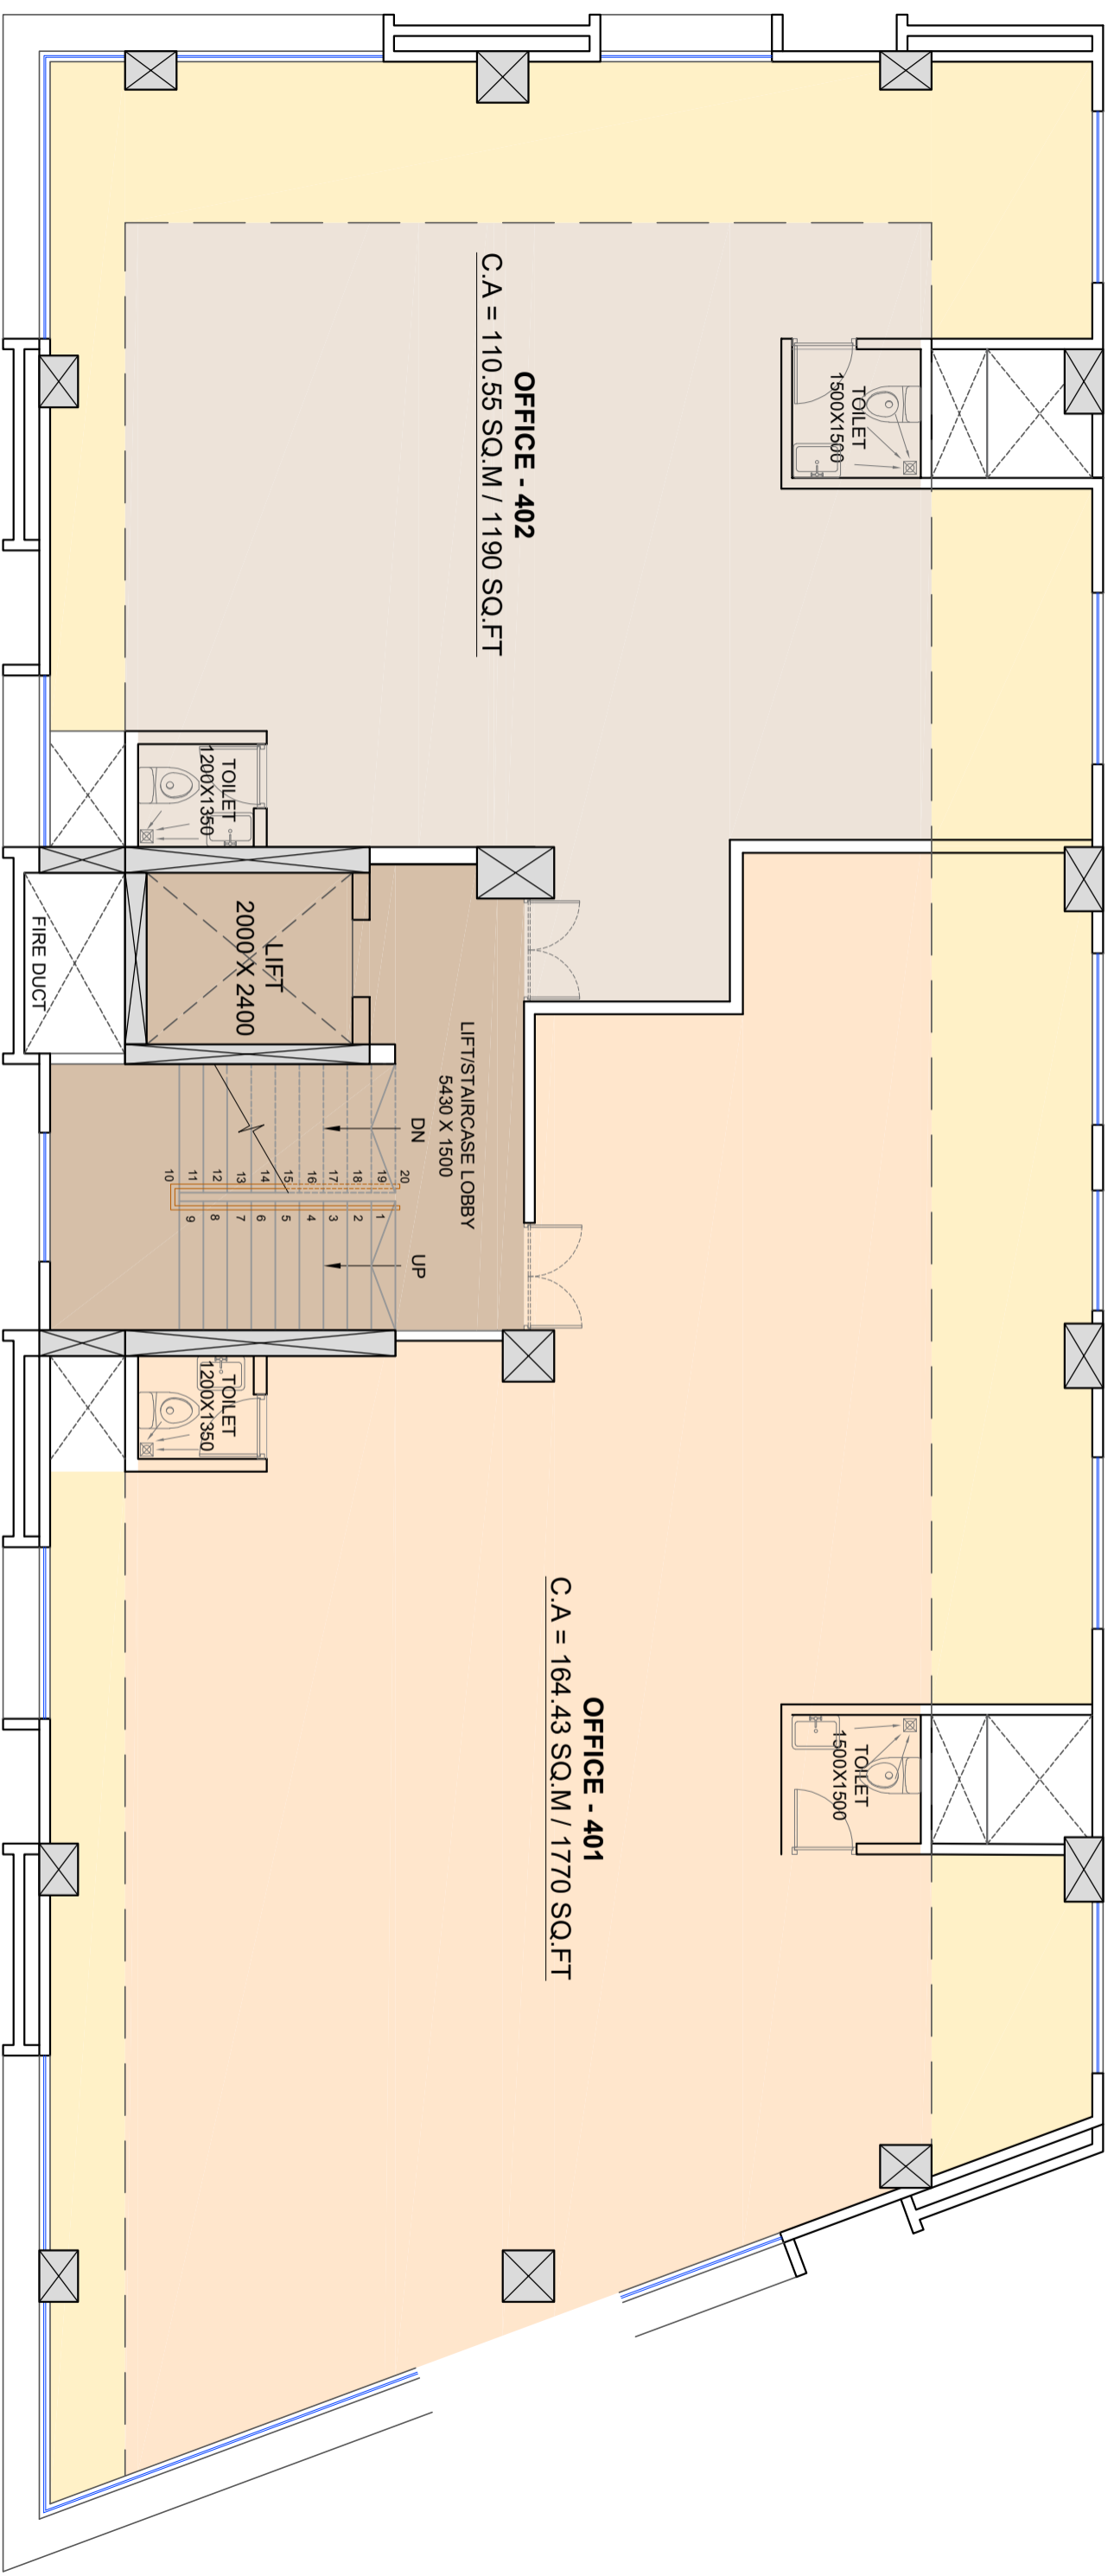 OFFICE - 402
C.A = 110.55 SQ.M / 1190 SQ.FT
TOILET
1500X1500
TOILET
1200X1350
FIRE DUCT
LIFT
2000 X 2400
LIFT/STAIRCASE LOBBY
5430 X 1500
DN
20
19
18
17
16
15
14
13
12
11
10
9
8
7
6
5
4
3
2
1
UP
TOILET
1200X1350
OFFICE - 401
C.A = 164.43 SQ.M / 1770 SQ.FT
TOILET
1500X1500